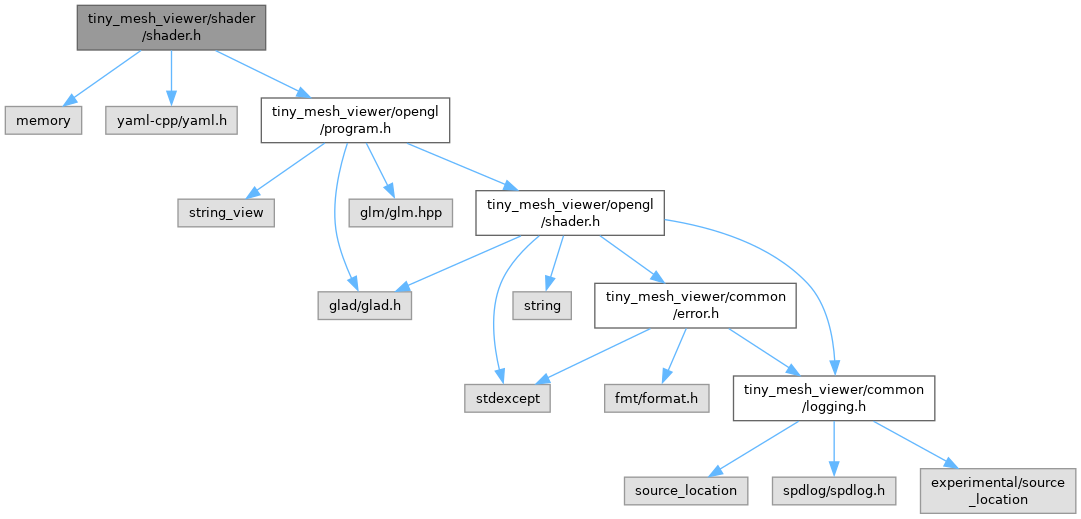 tiny_mesh_viewer/shader
/shader.h
memory
yaml-cpp/yaml.h
tiny_mesh_viewer/opengl
/program.h
string_view
glm/glm.hpp
tiny_mesh_viewer/opengl
/shader.h
glad/glad.h
string
tiny_mesh_viewer/common
/error.h
stdexcept
fmt/format.h
tiny_mesh_viewer/common
/logging.h
source_location
spdlog/spdlog.h
experimental/source
_location